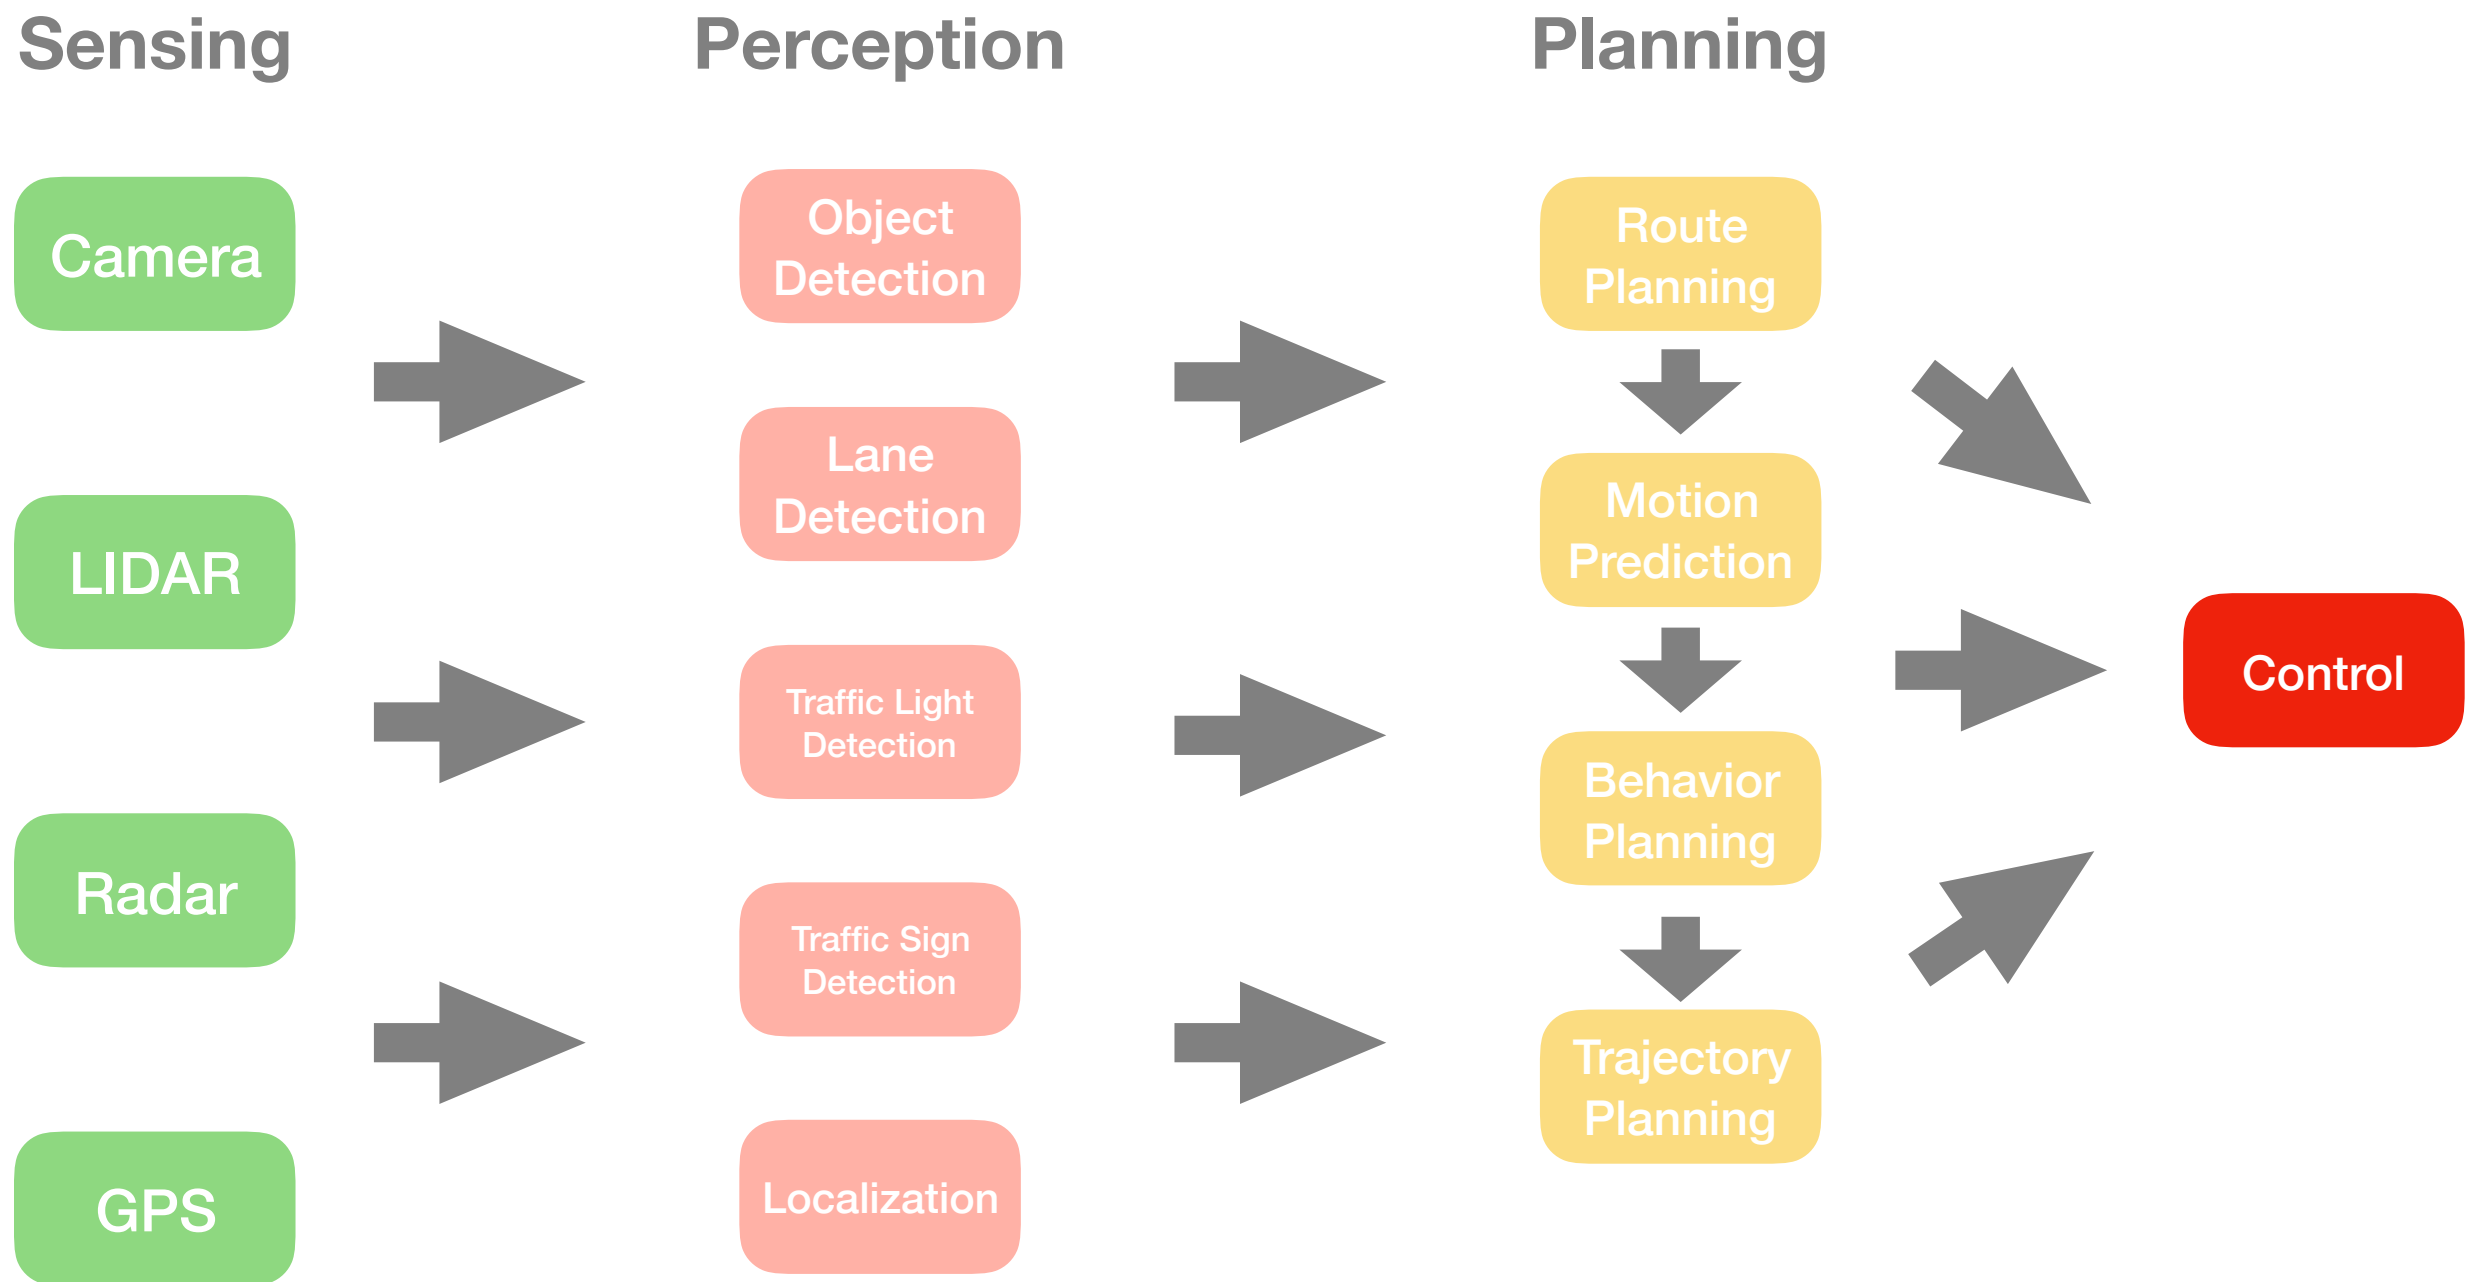 Sensing
Perception
Planning
Camera
LIDAR
Radar
GPS
Object
Detection
Lane
Detection
Traffic Light
Detection
Traffic Sign
Detection
Localization
Route
Planning
Motion
Prediction
Behavior
Planning
Trajectory
Planning
Control